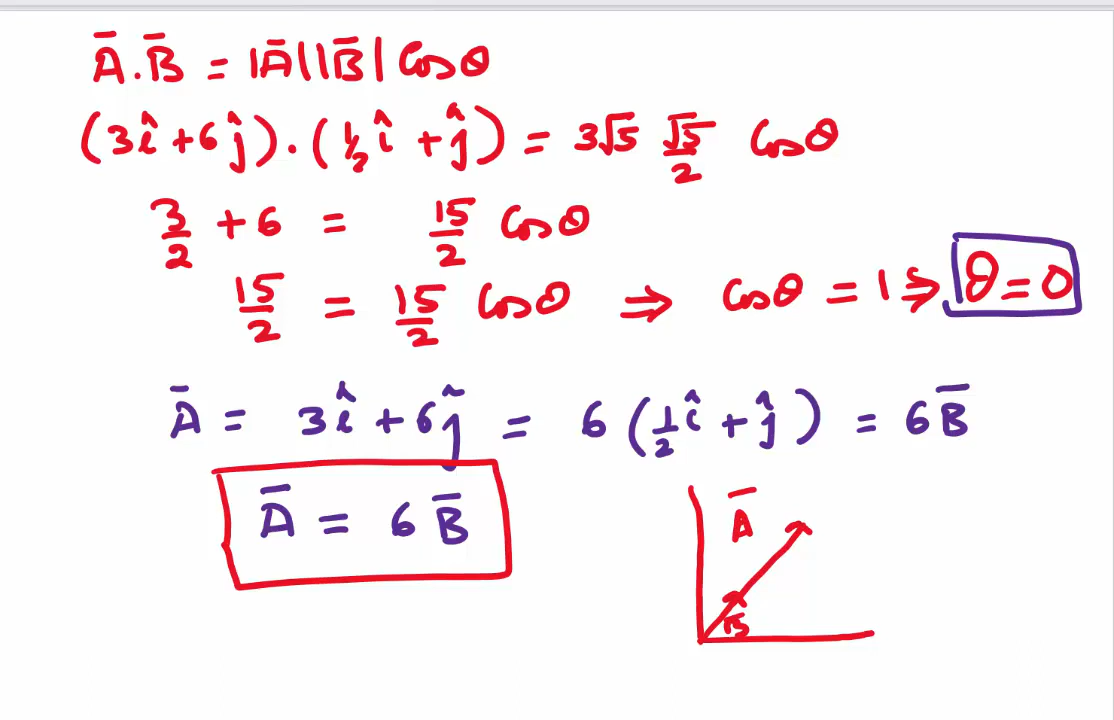 A̅.B̅ = |A̅||B̅| Cosθ
(3î+6ĵ).(½î+ĵ) = 3√5 √5/2 Cosθ
3/2 +6 = 15/2 Cosθ
15/2 = 15/2 Cosθ ⇒ Cosθ = 1 ⇒ θ=0
A̅ = 3î+6ĵ = 6(½î+ĵ) = 6B̅
A̅ = 6B̅
A̅
B̅